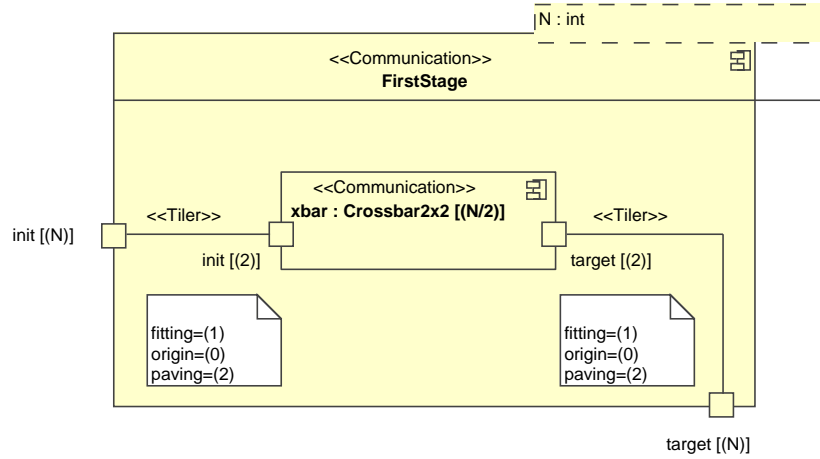 N : int
<<Communication>>
FirstStage
<<Communication>>
xbar : Crossbar2x2 [(N/2)]
<<Tiler>>
<<Tiler>>
init [(N)]
init [(2)]
target [(2)]
fitting=(1)
origin=(0)
paving=(2)
fitting=(1)
origin=(0)
paving=(2)
target [(N)]